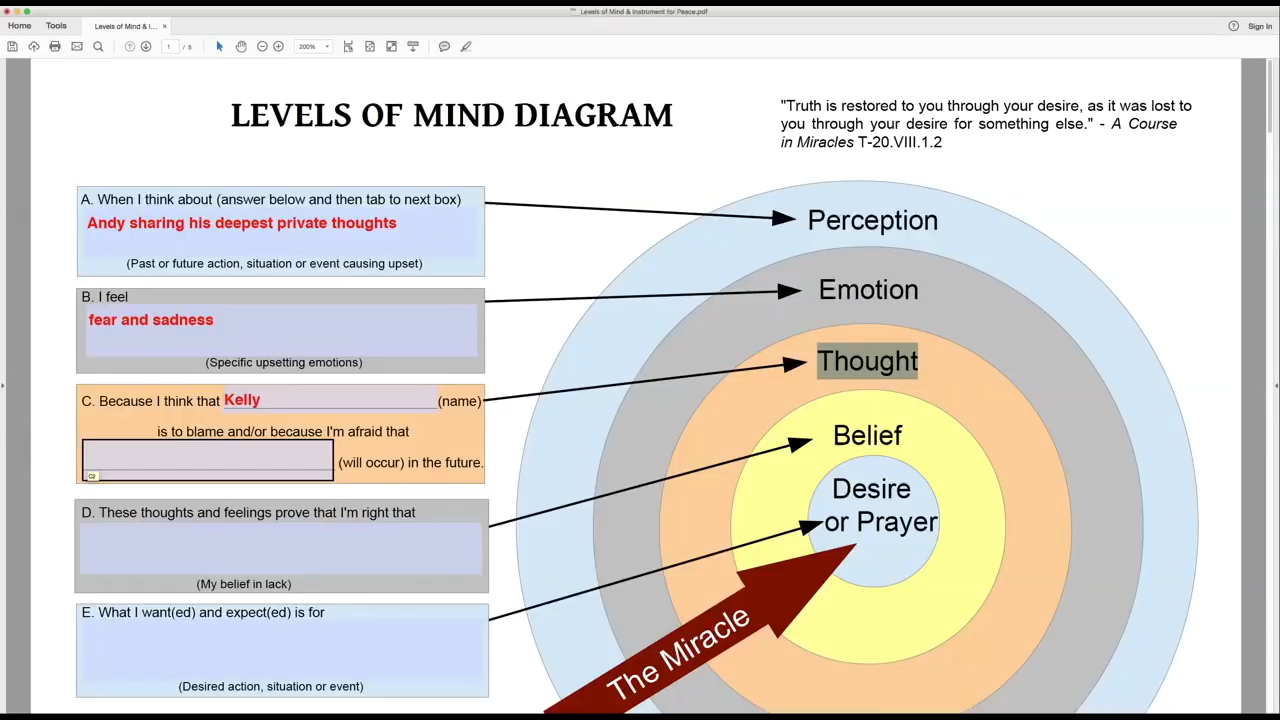 Levels of Mind & Instrument for Peace.pdf
Home Tools Levels of Mind & I... × Sign In
1 / 5 200%
LEVELS OF MIND DIAGRAM
"Truth is restored to you through your desire, as it was lost to
you through your desire for something else." - A Course
in Miracles T-20.VIII.1.2
A. When I think about (answer below and then tab to next box)
Andy sharing his deepest private thoughts
(Past or future action, situation or event causing upset)
B. I feel
fear and sadness
(Specific upsetting emotions)
C. Because I think that Kelly (name)
is to blame and/or because I'm afraid that
(will occur) in the future.
C2
D. These thoughts and feelings prove that I'm right that
(My belief in lack)
E. What I want(ed) and expect(ed) is for
(Desired action, situation or event)
Perception
Emotion
Thought
Belief
Desire
or Prayer
The Miracle